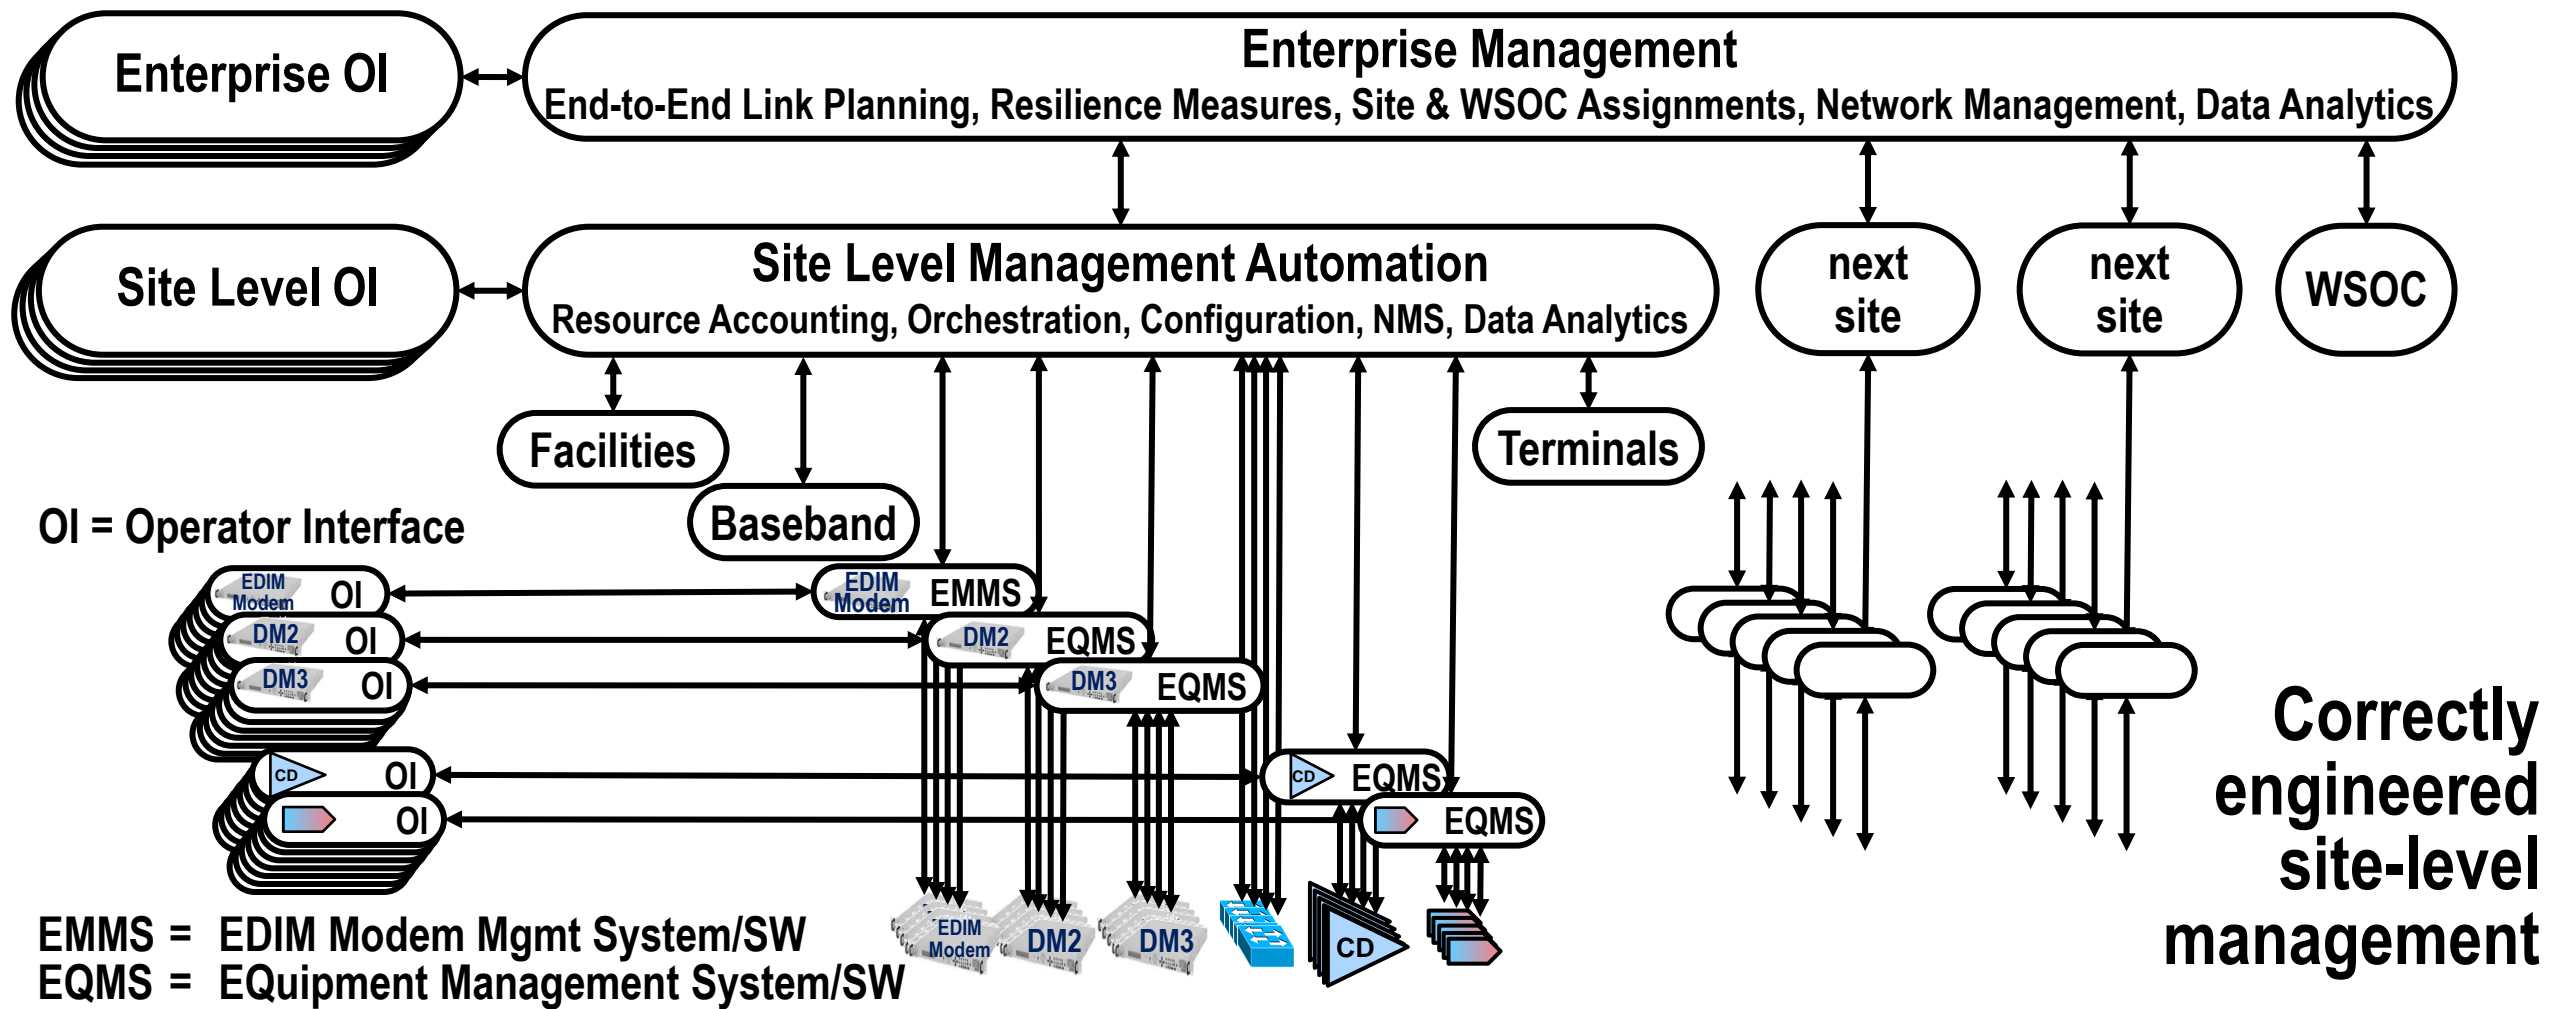 Enterprise OI
Enterprise Management
End-to-End Link Planning, Resilience Measures, Site & WSOC Assignments, Network Management, Data Analytics
Site Level OI
Site Level Management Automation
Resource Accounting, Orchestration, Configuration, NMS, Data Analytics
next
site
next
site
WSOC
Facilities
Terminals
Baseband
OI = Operator Interface
EDIM
Modem
OI
EDIM
Modem
EMMS
DM2
OI
DM2
EQMS
DM3
OI
DM3
EQMS
CD
OI
CD
EQMS
OI
EQMS
EDIM
Modem
DM2
DM3
CD
EMMS = EDIM Modem Mgmt System/SW
EQMS = EQuipment Management System/SW
Correctly
engineered
site-level
management